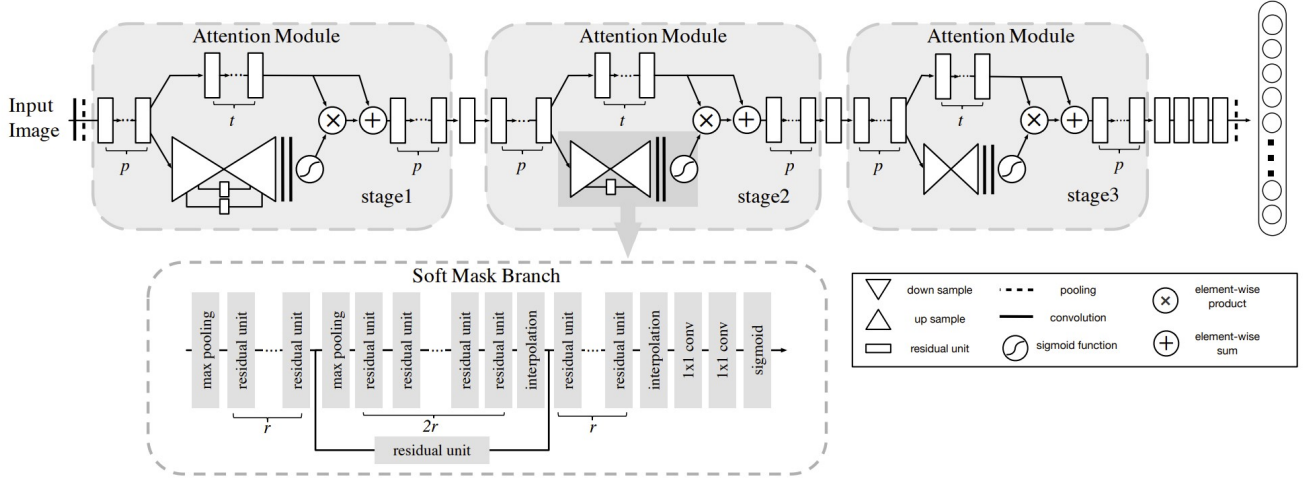 Attention Module
Attention Module
Attention Module
Input
Image
p
t
p
stage1
p
t
p
stage2
p
t
p
stage3
Soft Mask Branch
max pooling
residual unit
residual unit
max pooling
residual unit
residual unit
residual unit
residual unit
interpolation
residual unit
residual unit
interpolation
1x1 conv
1x1 conv
sigmoid
r
2r
r
residual unit
down sample
up sample
residual unit
pooling
convolution
sigmoid function
element-wise
product
element-wise
sum